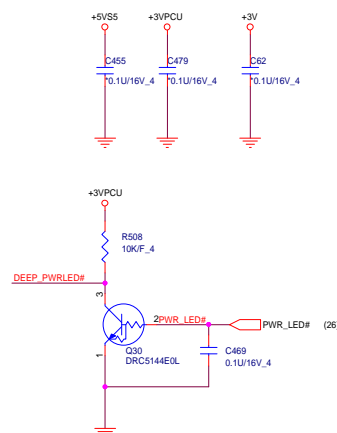 +5VS5 +3VPCU +3V
C455 C479 C62
*0.1U/16V_4 *0.1U/16V_4 *0.1U/16V_4
+3VPCU
R508
10K/F_4
DEEP_PWRLED#
3
2 PWR_LED# PWR_LED# (26)
1
Q30 C469
DRC5144E0L 0.1U/16V_4